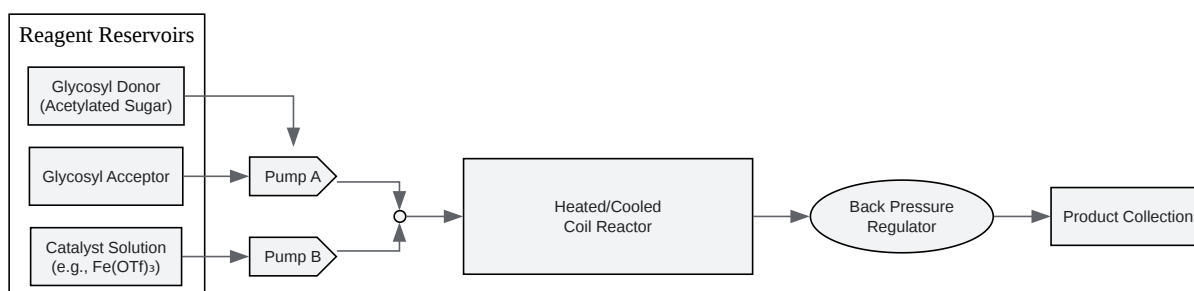 Reagent Reservoirs
Glycosyl Donor
(Acetylated Sugar)
Glycosyl Acceptor
Pump A
Catalyst Solution
(e.g., Fe(OTf)₃)
Pump B
Heated/Cooled
Coil Reactor
Back Pressure
Regulator
Product Collection